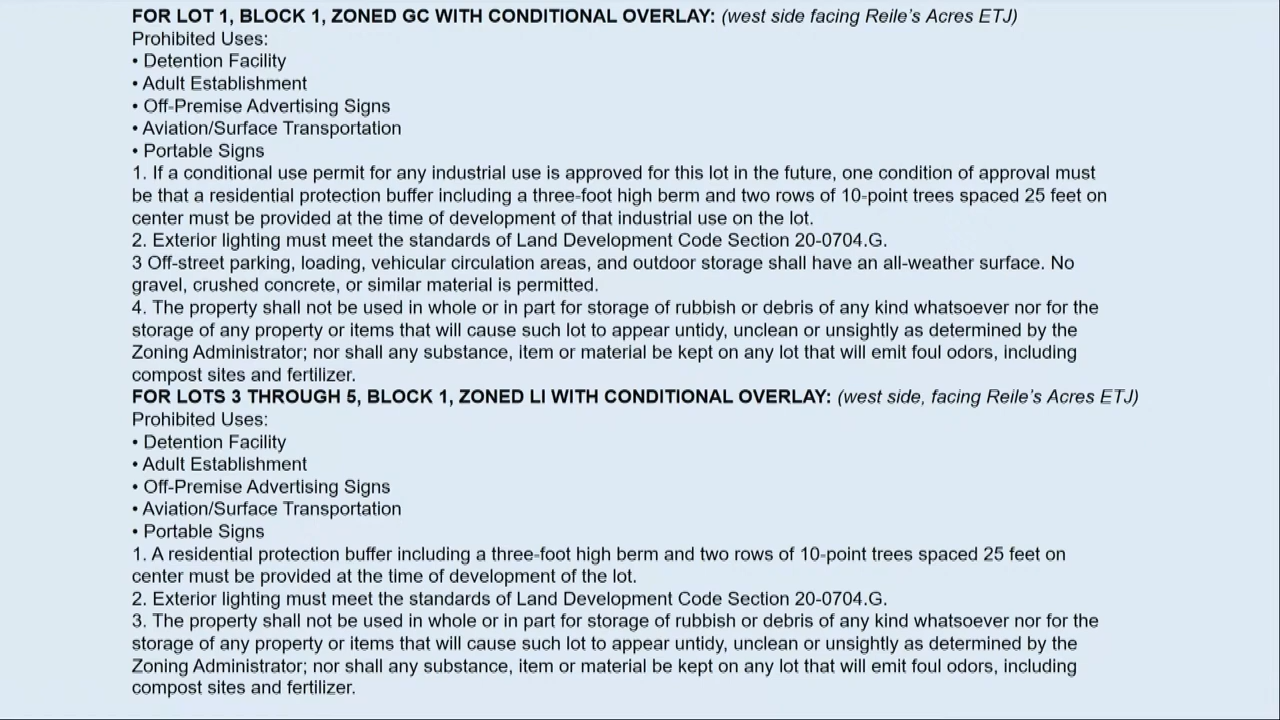 FOR LOT 1, BLOCK 1, ZONED GC WITH CONDITIONAL OVERLAY: (west side facing Reile's Acres ETJ)
Prohibited Uses:
• Detention Facility
• Adult Establishment
• Off-Premise Advertising Signs
• Aviation/Surface Transportation
• Portable Signs
1. If a conditional use permit for any industrial use is approved for this lot in the future, one condition of approval must
be that a residential protection buffer including a three-foot high berm and two rows of 10-point trees spaced 25 feet on
center must be provided at the time of development of that industrial use on the lot.
2. Exterior lighting must meet the standards of Land Development Code Section 20-0704.G.
3 Off-street parking, loading, vehicular circulation areas, and outdoor storage shall have an all-weather surface. No
gravel, crushed concrete, or similar material is permitted.
4. The property shall not be used in whole or in part for storage of rubbish or debris of any kind whatsoever nor for the
storage of any property or items that will cause such lot to appear untidy, unclean or unsightly as determined by the
Zoning Administrator; nor shall any substance, item or material be kept on any lot that will emit foul odors, including
compost sites and fertilizer.
FOR LOTS 3 THROUGH 5, BLOCK 1, ZONED LI WITH CONDITIONAL OVERLAY: (west side, facing Reile's Acres ETJ)
Prohibited Uses:
• Detention Facility
• Adult Establishment
• Off-Premise Advertising Signs
• Aviation/Surface Transportation
• Portable Signs
1. A residential protection buffer including a three-foot high berm and two rows of 10-point trees spaced 25 feet on
center must be provided at the time of development of the lot.
2. Exterior lighting must meet the standards of Land Development Code Section 20-0704.G.
3. The property shall not be used in whole or in part for storage of rubbish or debris of any kind whatsoever nor for the
storage of any property or items that will cause such lot to appear untidy, unclean or unsightly as determined by the
Zoning Administrator; nor shall any substance, item or material be kept on any lot that will emit foul odors, including
compost sites and fertilizer.